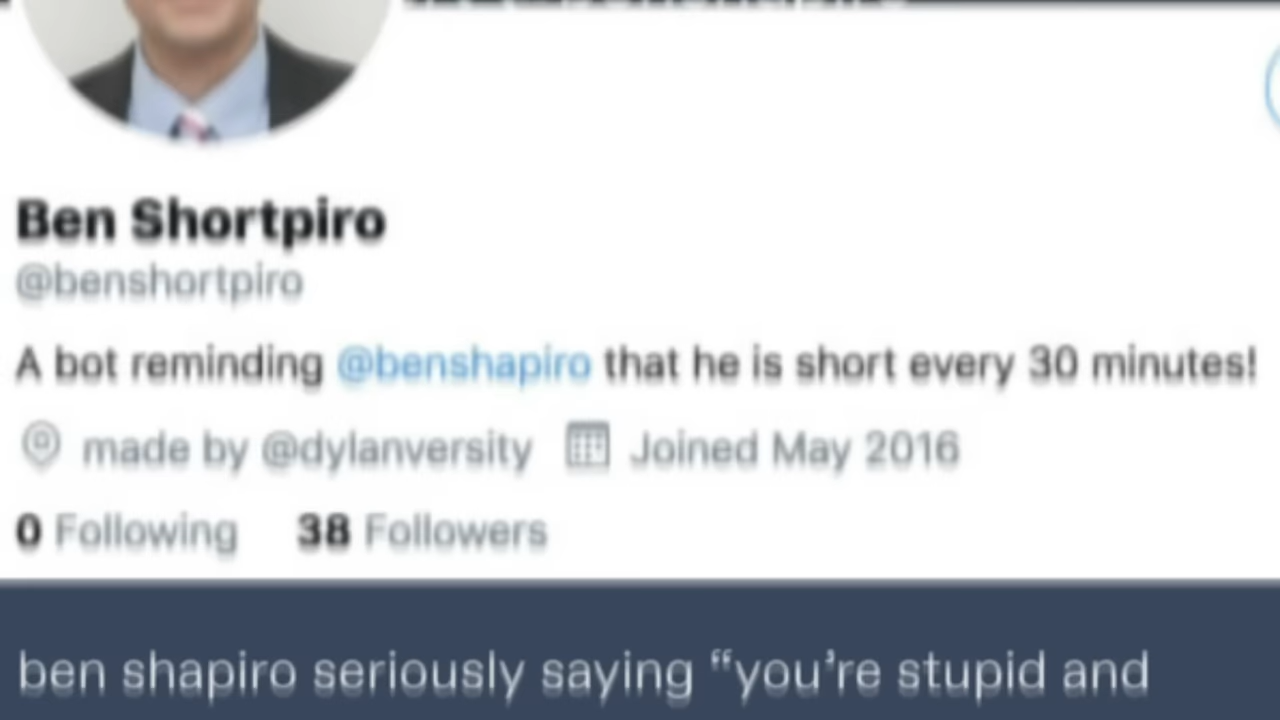 Ben Shortpiro
@benshortpiro
A bot reminding @benshapiro that he is short every 30 minutes!
made by @dylanversity Joined May 2016
0 Following 38 Followers
ben shapiro seriously saying “you’re stupid and